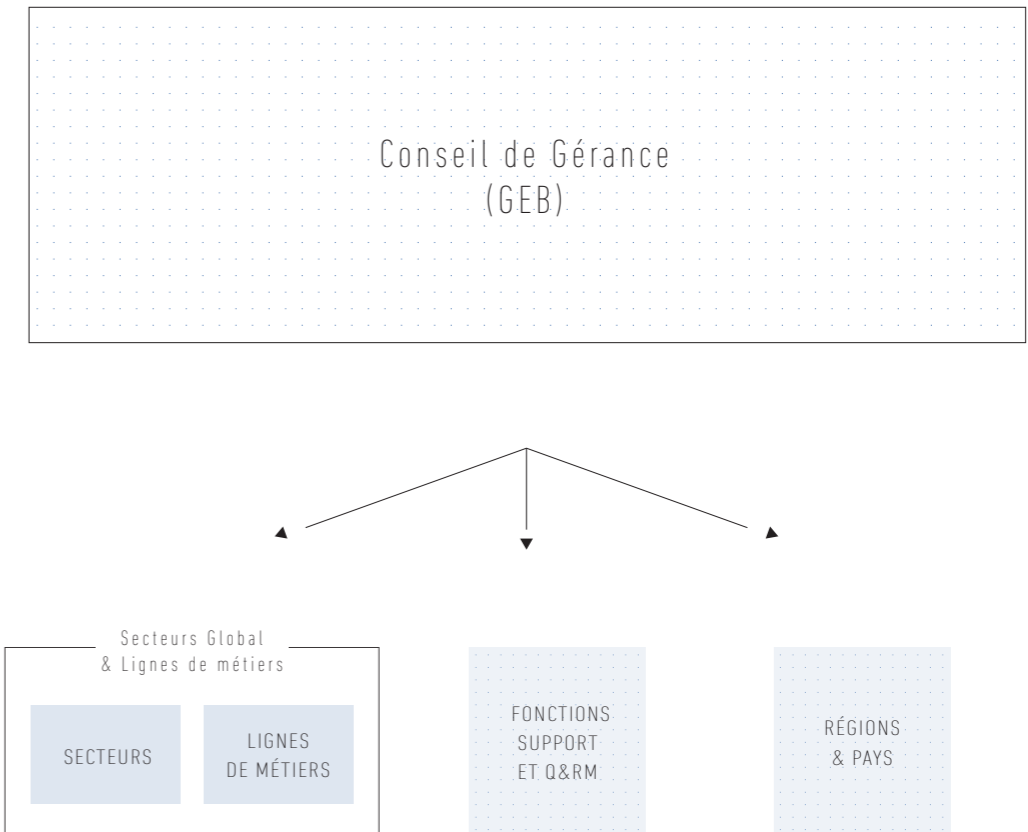 Conseil de Gérance
(GEB)
Secteurs Global
& Lignes de métiers
SECTEURS
LIGNES
DE MÉTIERS
FONCTIONS
SUPPORT
ET Q&RM
RÉGIONS
& PAYS